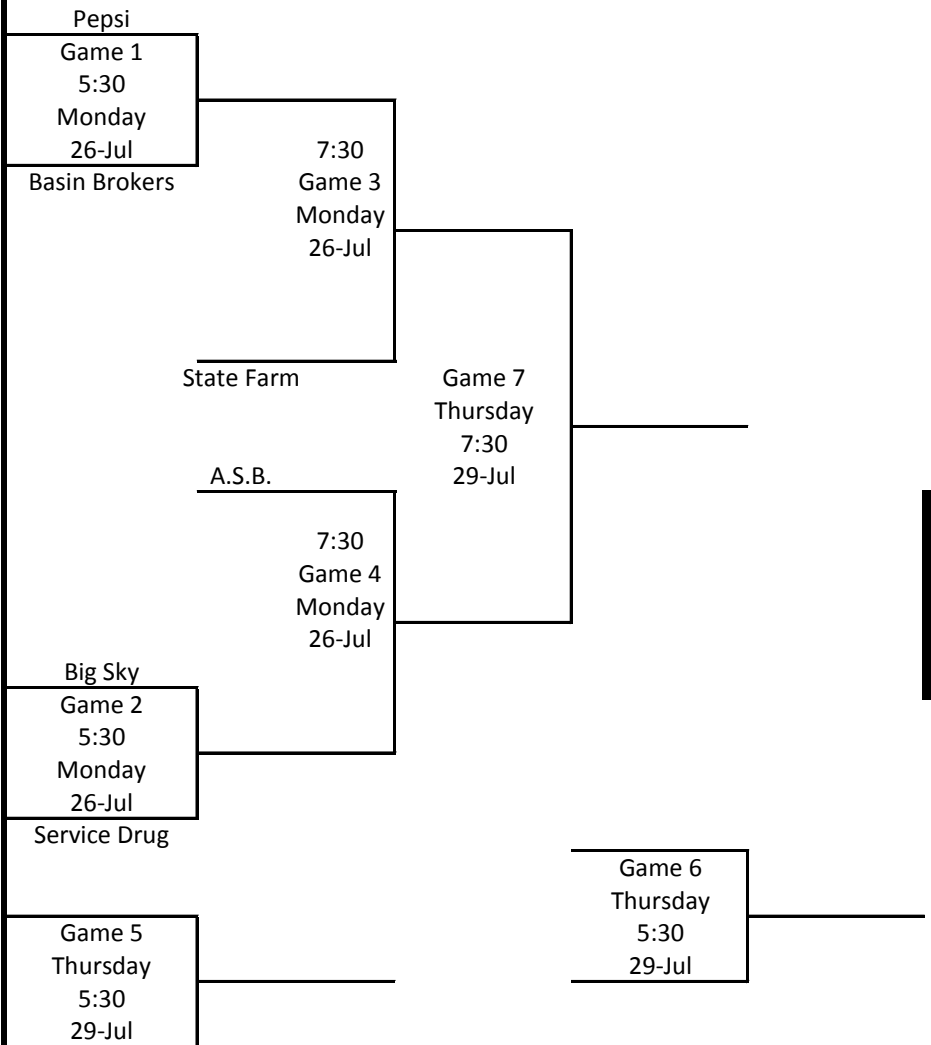 Pepsi
Game 1
5:30
Monday
26-Jul
Basin Brokers
7:30
Game 3
Monday
26-Jul
State Farm
Game 7
Thursday
7:30
29-Jul
A.S.B.
7:30
Game 4
Monday
26-Jul
Big Sky
Game 2
5:30
Monday
26-Jul
Service Drug
Game 6
Thursday
5:30
29-Jul
Game 5
Thursday
5:30
29-Jul